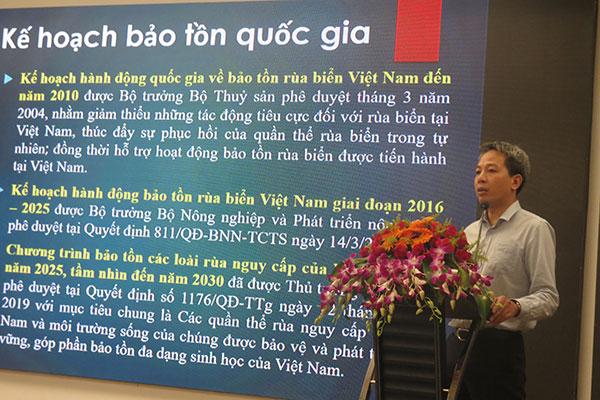 Kế hoạch bảo tồn quốc gia
Kế hoạch hành động quốc gia về bảo tồn rùa biển Việt Nam đến
năm 2010 được Bộ trưởng Bộ Thuỷ sản phê duyệt tháng 3 năm
2004, nhằm giảm thiểu những tác động tiêu cực đối với rùa biển tại
Việt Nam, thúc đẩy sự phục hồi của quần thể rùa biển trong tự
nhiên; đồng thời hỗ trợ hoạt động bảo tồn rùa biển được tiến hành
tại Việt Nam.
Kế hoạch hành động bảo tồn rùa biển Việt Nam giai đoạn 2016
– 2025 được Bộ trưởng Bộ Nông nghiệp và Phát triển
phê duyệt tại Quyết định 811/QĐ-BNN-TCTS ngày 14/3/
Chương trình bảo tồn các loài rùa nguy cấp của
năm 2025, tầm nhìn đến năm 2030 đã được Thủ
phê duyệt tại Quyết định số 1176/QĐ-TTg ngày
2019 với mục tiêu chung là Các quần thể rùa nguy cấp
Nam và môi trường sống của chúng được bảo vệ và phát
vững, góp phần bảo tồn đa dạng sinh học của Việt Nam.